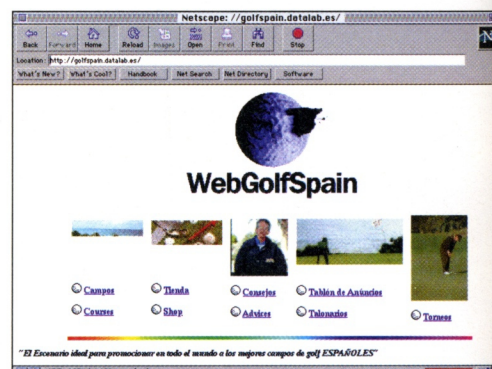 Netscape: //golfspain.datalab.es/
Back Forward Home Reload Images Open Print Find Stop
N
Location: http://golfspain.datalab.es/
What's New? What's Cool? Handbook Net Search Net Directory Software
WebGolfSpain
Campos Tienda Consejos Tablón de Anúncios
Courses Shop Advices Talonarios Torneos
"El Escenario ideal para promocionar en todo el mundo a los mejores campos de golf ESPAÑOLES"